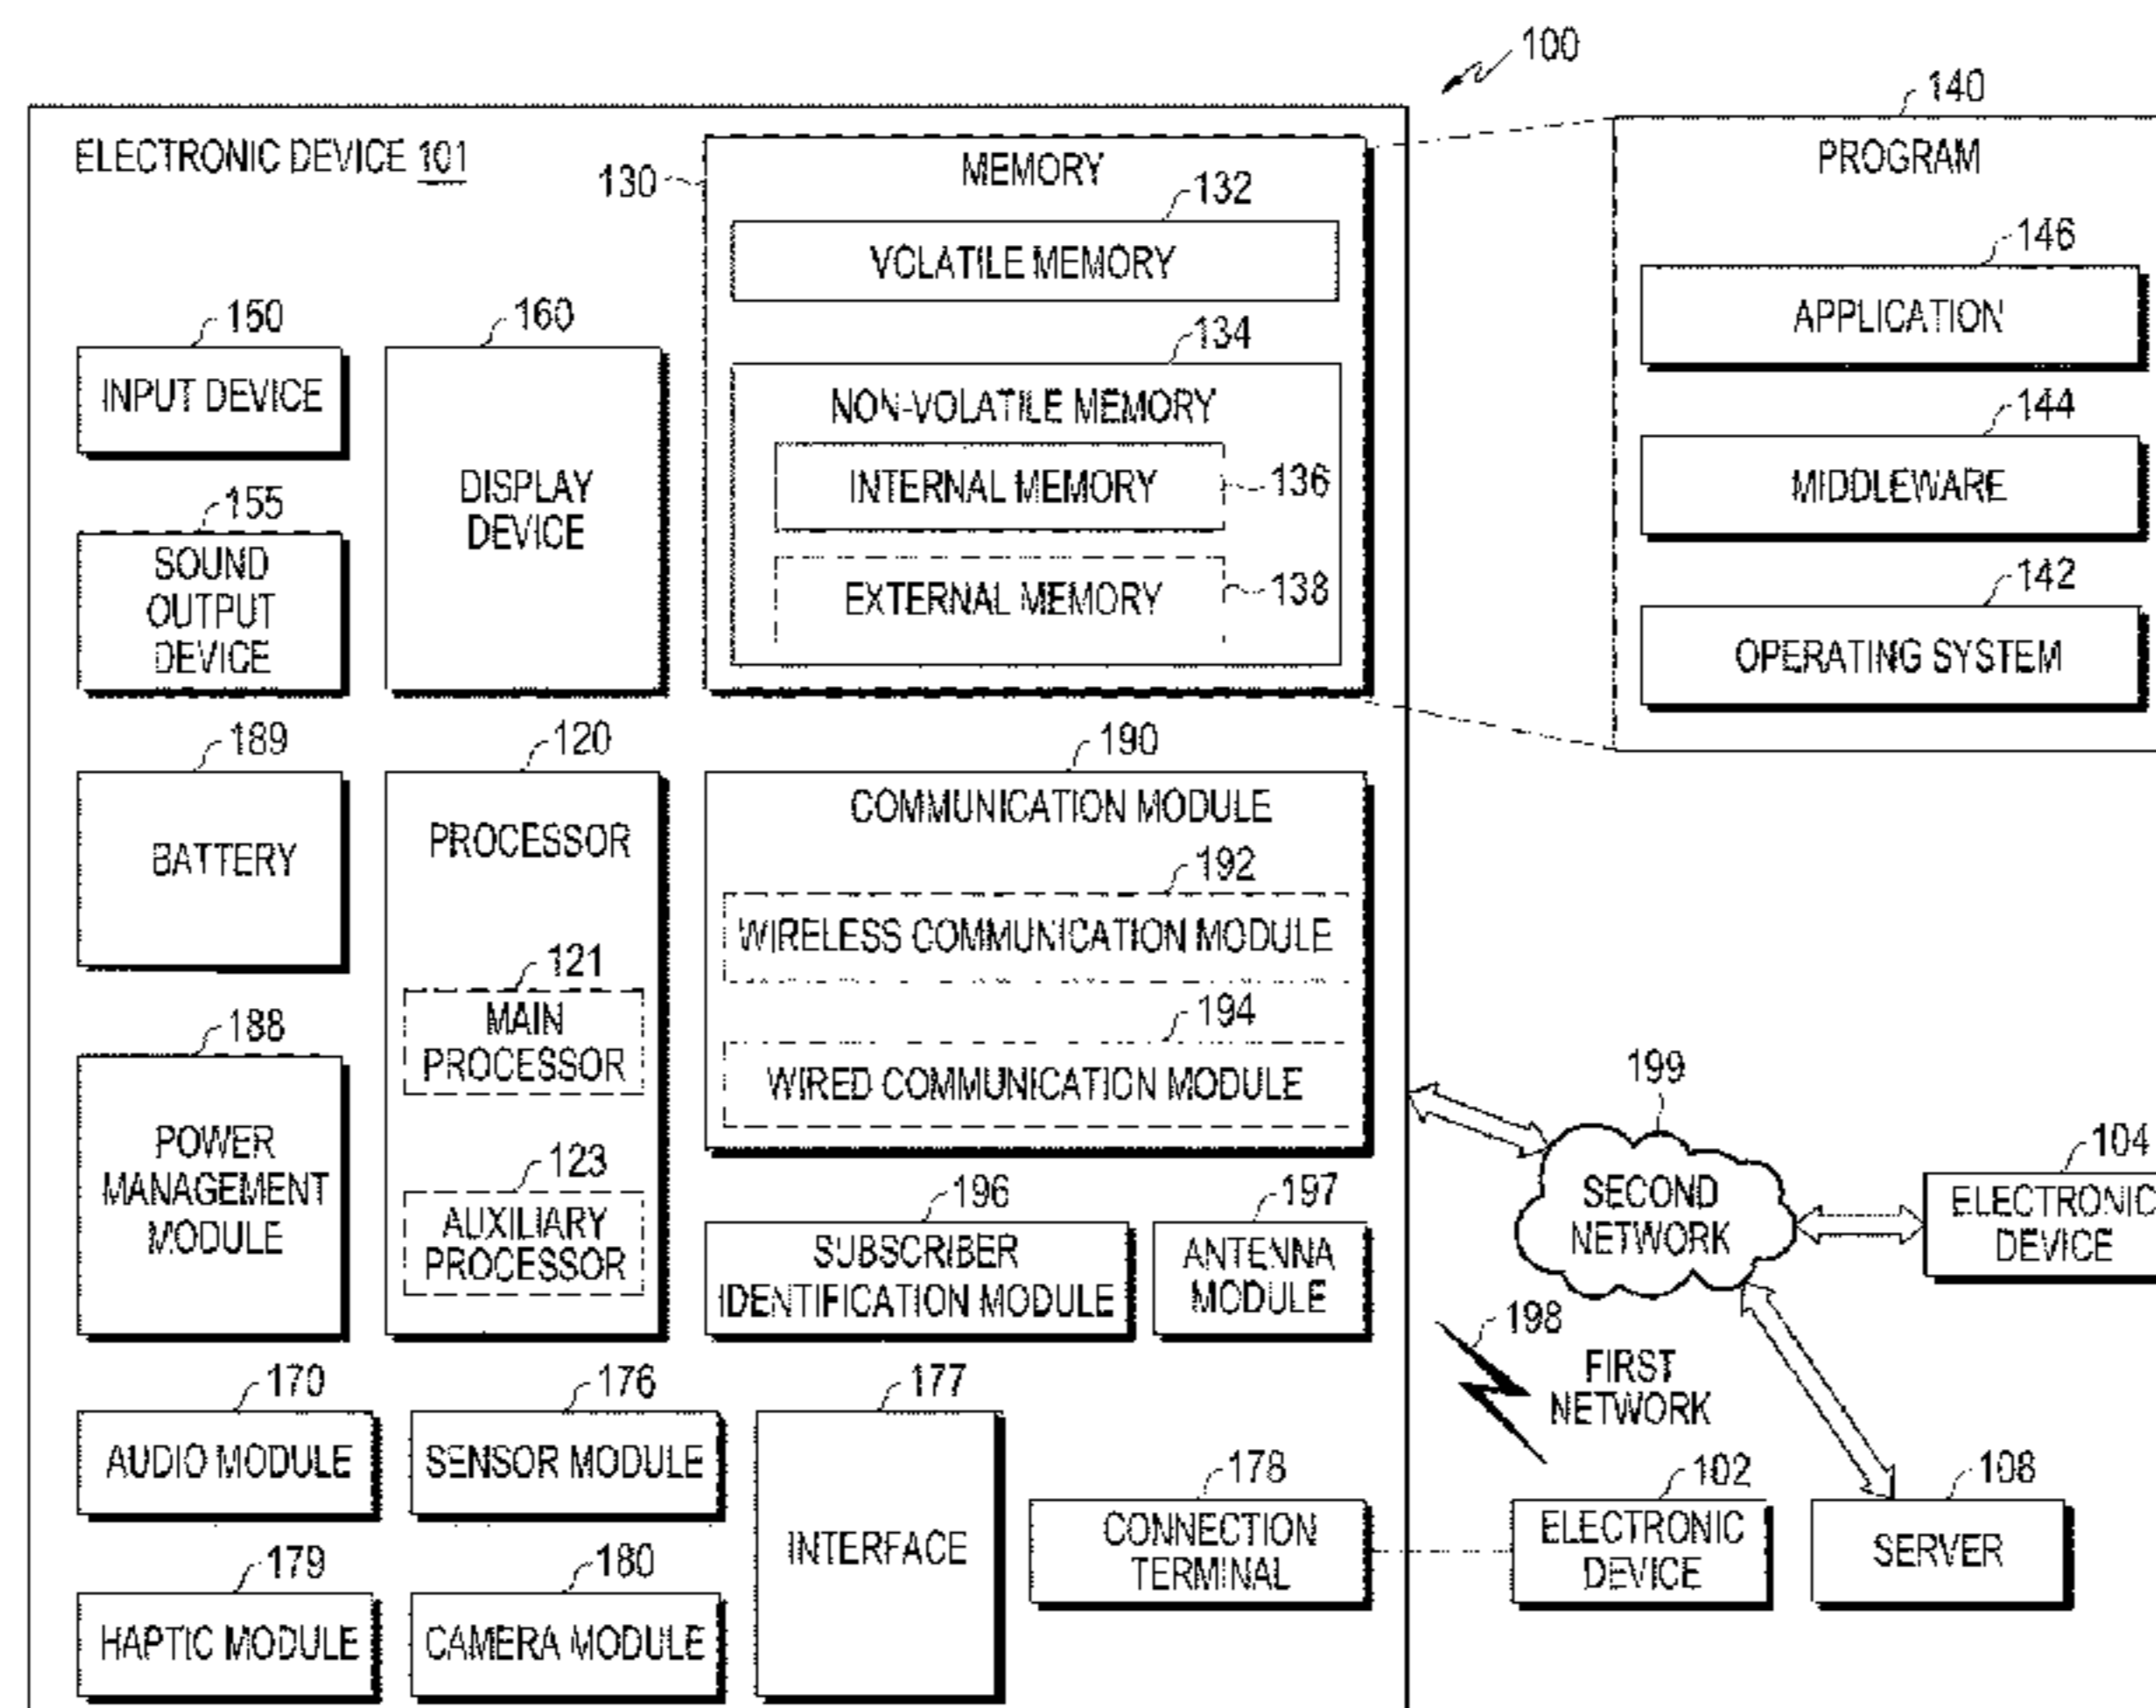 100
ELECTRONIC DEVICE 101
130
MEMORY
132
VOLATILE MEMORY
134
NON-VOLATILE MEMORY
INTERNAL MEMORY
136
EXTERNAL MEMORY
138
140
PROGRAM
146
APPLICATION
144
MIDDLEWARE
142
OPERATING SYSTEM
150
INPUT DEVICE
160
DISPLAY
DEVICE
155
SOUND
OUTPUT
DEVICE
189
BATTERY
120
PROCESSOR
121
MAIN
PROCESSOR
123
AUXILIARY
PROCESSOR
190
COMMUNICATION MODULE
192
WIRELESS COMMUNICATION MODULE
194
WIRED COMMUNICATION MODULE
188
POWER
MANAGEMENT
MODULE
196
SUBSCRIBER
IDENTIFICATION MODULE
197
ANTENNA
MODULE
199
SECOND
NETWORK
104
ELECTRONIC
DEVICE
198
FIRST
NETWORK
170
AUDIO MODULE
176
SENSOR MODULE
177
INTERFACE
178
CONNECTION
TERMINAL
102
ELECTRONIC
DEVICE
108
SERVER
179
HAPTIC MODULE
180
CAMERA MODULE